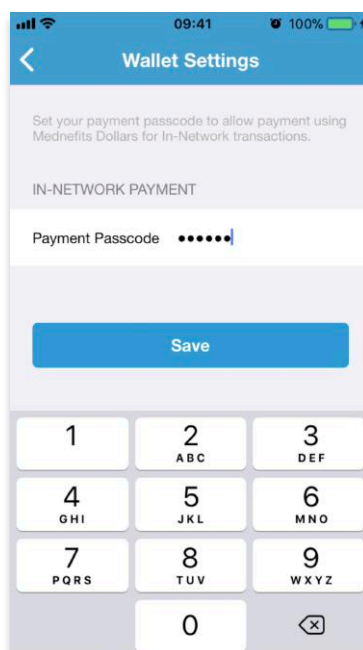 09:41
100%
Wallet Settings
Set your payment passcode to allow payment using
Mednefits Dollars for In-Network transactions.
IN-NETWORK PAYMENT
Payment Passcode ••••••
Save
1 2 3
ABC DEF
4 5 6
GHI JKL MNO
7 8 9
PQRS TUV WXYZ
0